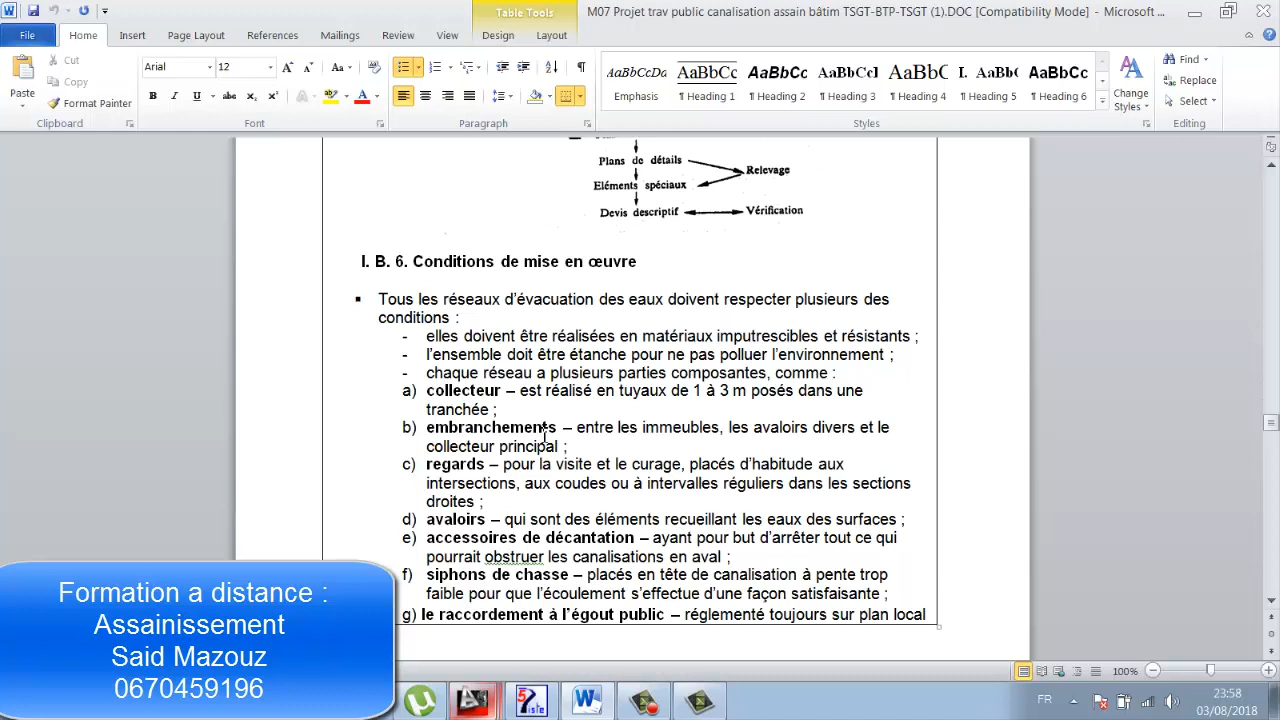 Table Tools
M07 Projet trav public canalisation assain bâtim TSGT-BTP-TSGT (1).DOC [Compatibility Mode] - Microsoft ...
File Home Insert Page Layout References Mailings Review View Design Layout
Paste
Cut
Copy
Format Painter
Arial 12
AaBbCcDc AaBbCc AaBbCc AaBbCcI AaBbC I. AaBbC AaBbCc
Emphasis ¶ Heading 1 ¶ Heading 2 ¶ Heading 3 ¶ Heading 4 ¶ Heading 5 ¶ Heading 6
Change Styles
Find
Replace
Select
Clipboard Font Paragraph Styles Editing
Plans de détails
Relevage
Eléments spéciaux
Devis descriptif
Vérification
I. B. 6. Conditions de mise en œuvre
▪ Tous les réseaux d’évacuation des eaux doivent respecter plusieurs des
conditions :
- elles doivent être réalisées en matériaux imputrescibles et résistants ;
- l’ensemble doit être étanche pour ne pas polluer l’environnement ;
- chaque réseau a plusieurs parties composantes, comme :
a) collecteur – est réalisé en tuyaux de 1 à 3 m posés dans une
tranchée ;
b) embranchements – entre les immeubles, les avaloirs divers et le
collecteur principal ;
c) regards – pour la visite et le curage, placés d’habitude aux
intersections, aux coudes ou à intervalles réguliers dans les sections
droites ;
d) avaloirs – qui sont des éléments recueillant les eaux des surfaces ;
e) accessoires de décantation – ayant pour but d’arrêter tout ce qui
pourrait obstruer les canalisations en aval ;
f) siphons de chasse – placés en tête de canalisation à pente trop
faible pour que l’écoulement s’effectue d’une façon satisfaisante ;
g) le raccordement à l’égout public – réglementé toujours sur plan local
Formation a distance :
Assainissement
Said Mazouz
0670459196
100%
FR
23:58
03/08/2018